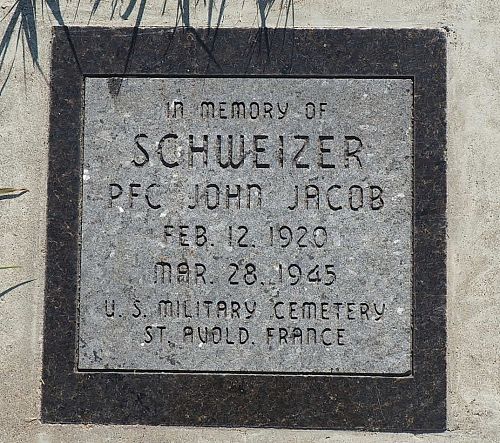 IN MEMORY OF
SCHWEIZER
PFC JOHN JACOB
FEB. 12. 1920
MAR. 28. 1945
U. S. MILITARY CEMETERY
ST. AVOLD. FRANCE